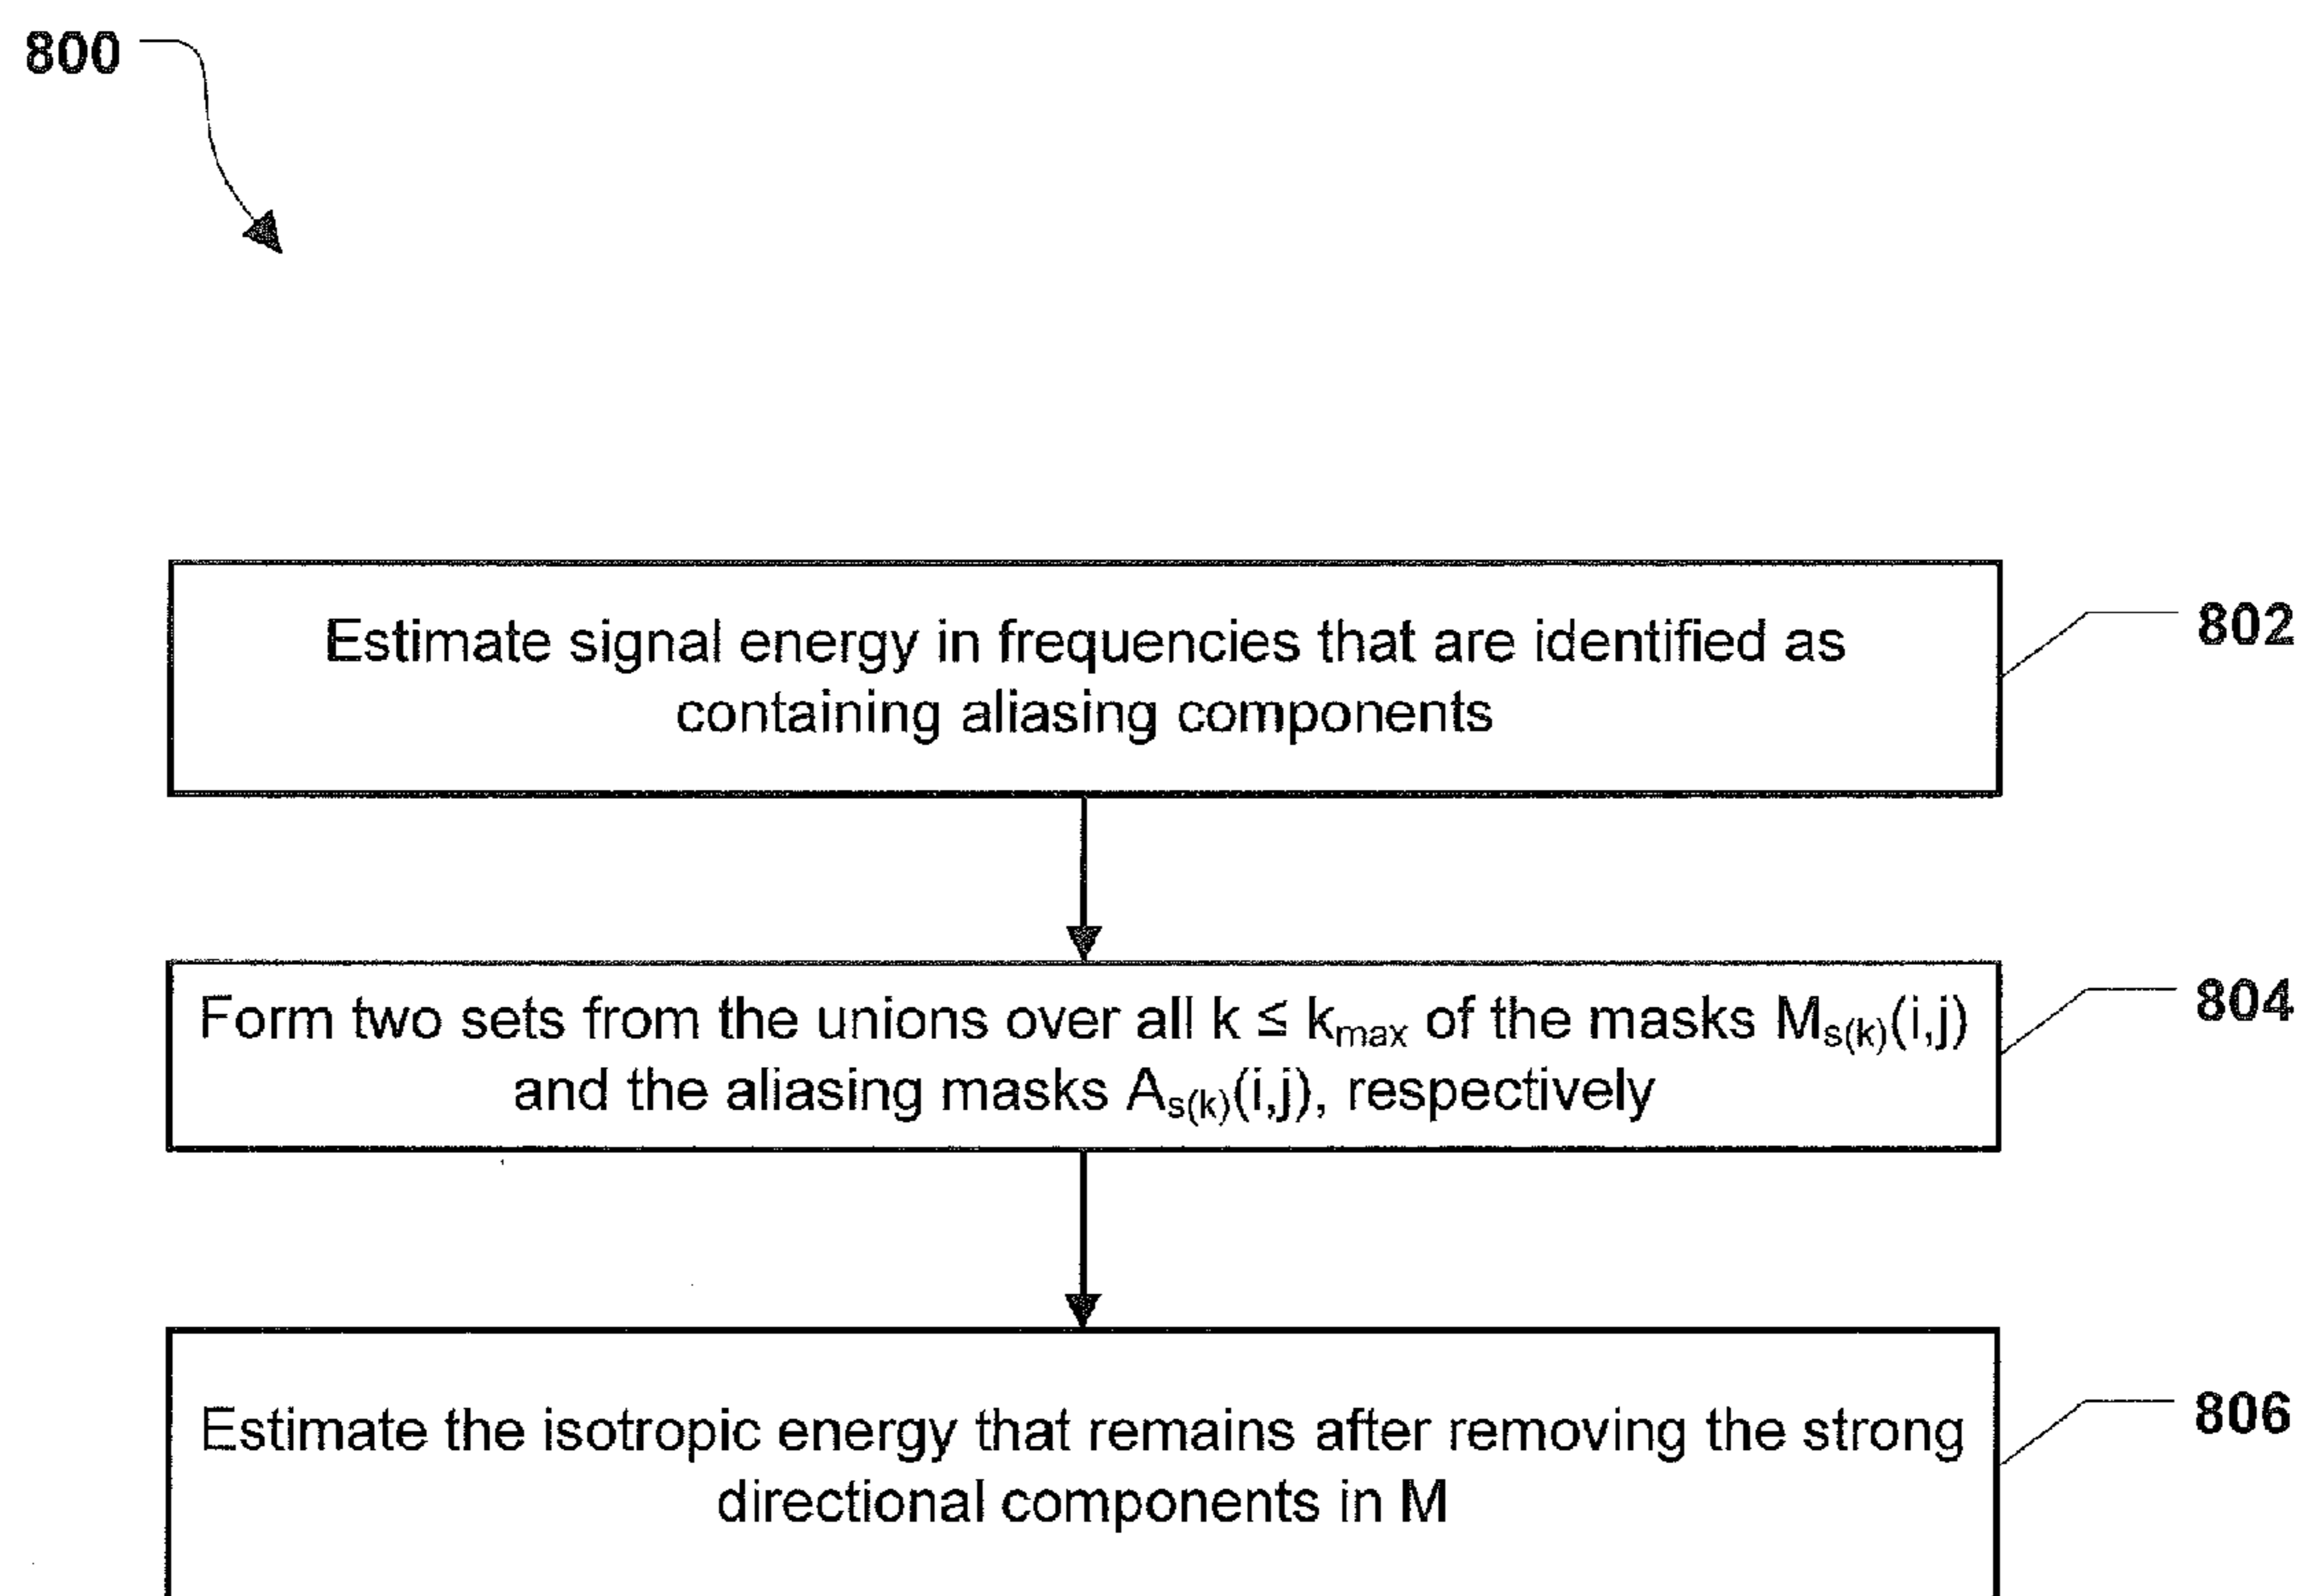 800
Estimate signal energy in frequencies that are identified as
containing aliasing components
802
Form two sets from the unions over all k ≤ kmax of the masks Ms(k)(i,j)
and the aliasing masks As(k)(i,j), respectively
804
Estimate the isotropic energy that remains after removing the strong
directional components in M
806